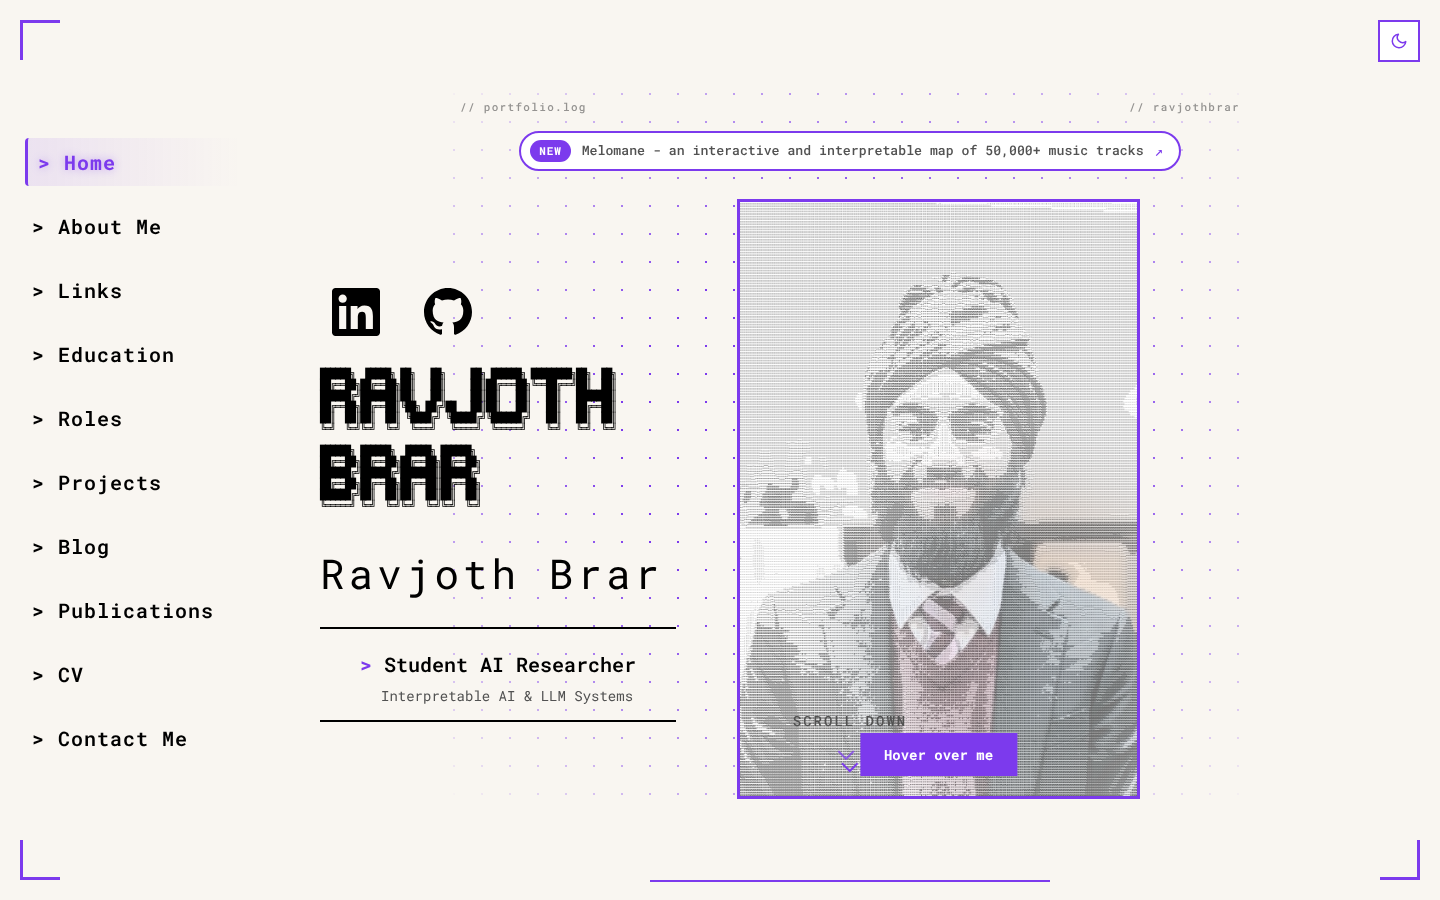 // portfolio.log
// ravjothbrar
NEW Melomane - an interactive and interpretable map of 50,000+ music tracks ↗
> Home
> About Me
> Links
> Education
> Roles
> Projects
> Blog
> Publications
> CV
> Contact Me
in
RAVJOTH
BRAR
Ravjoth Brar
> Student AI Researcher
Interpretable AI & LLM Systems
SCROLL DOWN
Hover over me